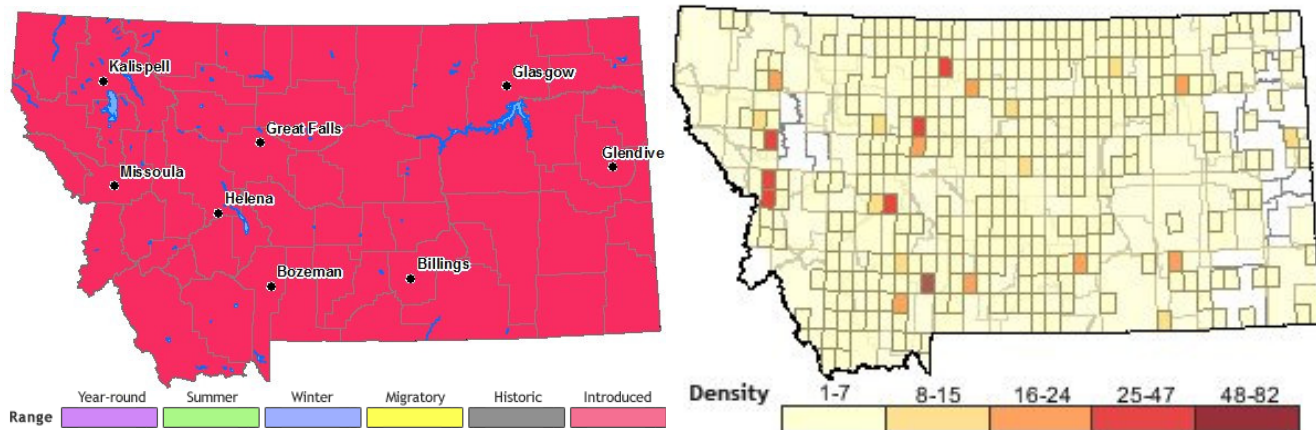 Kalispell
Glasgow
Great Falls
Glendive
Missoula
Helena
Bozeman
Billings
Range Year-round Summer Winter Migratory Historic Introduced
Density 1-7 8-15 16-24 25-47 48-82